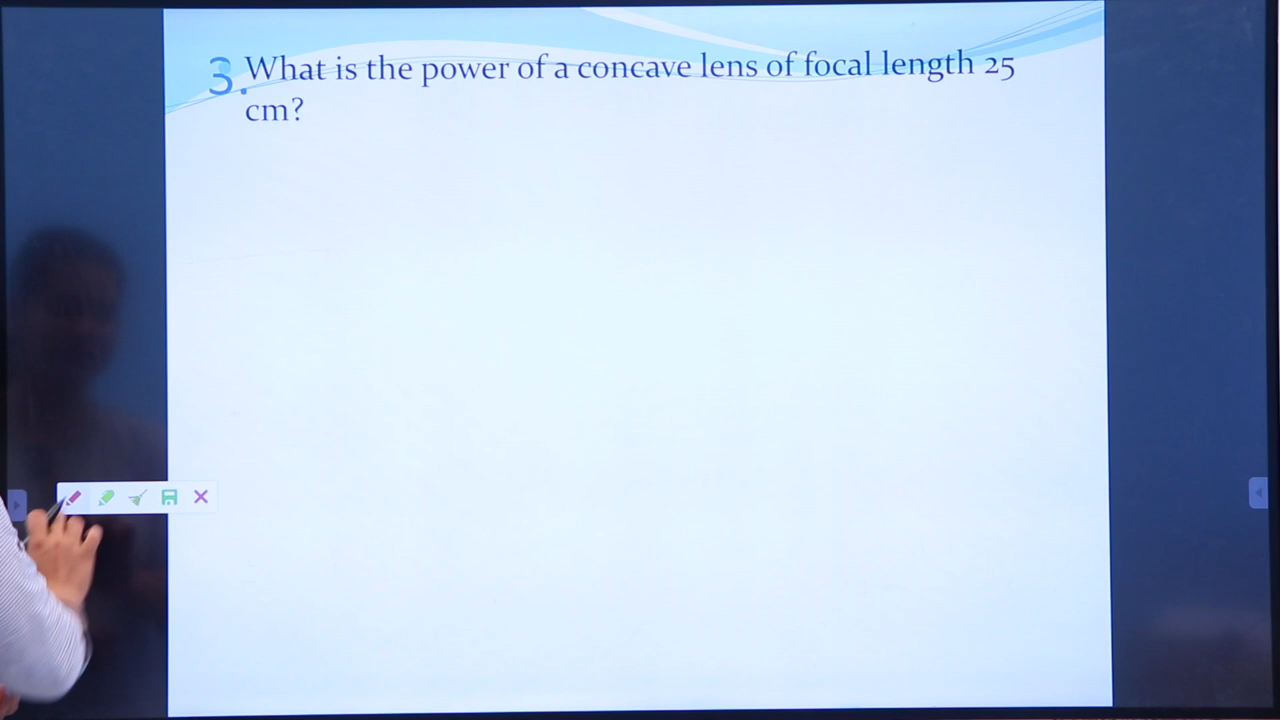 3. What is the power of a concave lens of focal length 25
cm?